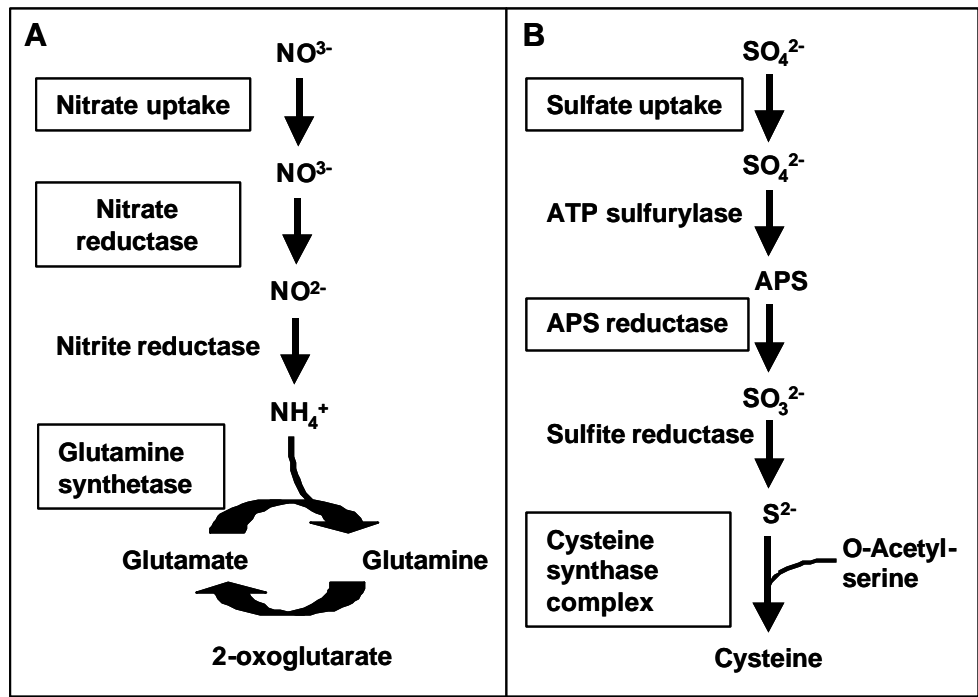 A
NO³⁻
Nitrate uptake
NO³⁻
Nitrate
reductase
NO²⁻
Nitrite reductase
NH₄⁺
Glutamine
synthetase
Glutamate
Glutamine
2-oxoglutarate
B
SO₄²⁻
Sulfate uptake
SO₄²⁻
ATP sulfurylase
APS
APS reductase
SO₃²⁻
Sulfite reductase
S²⁻
Cysteine
synthase
complex
O-Acetyl-
serine
Cysteine